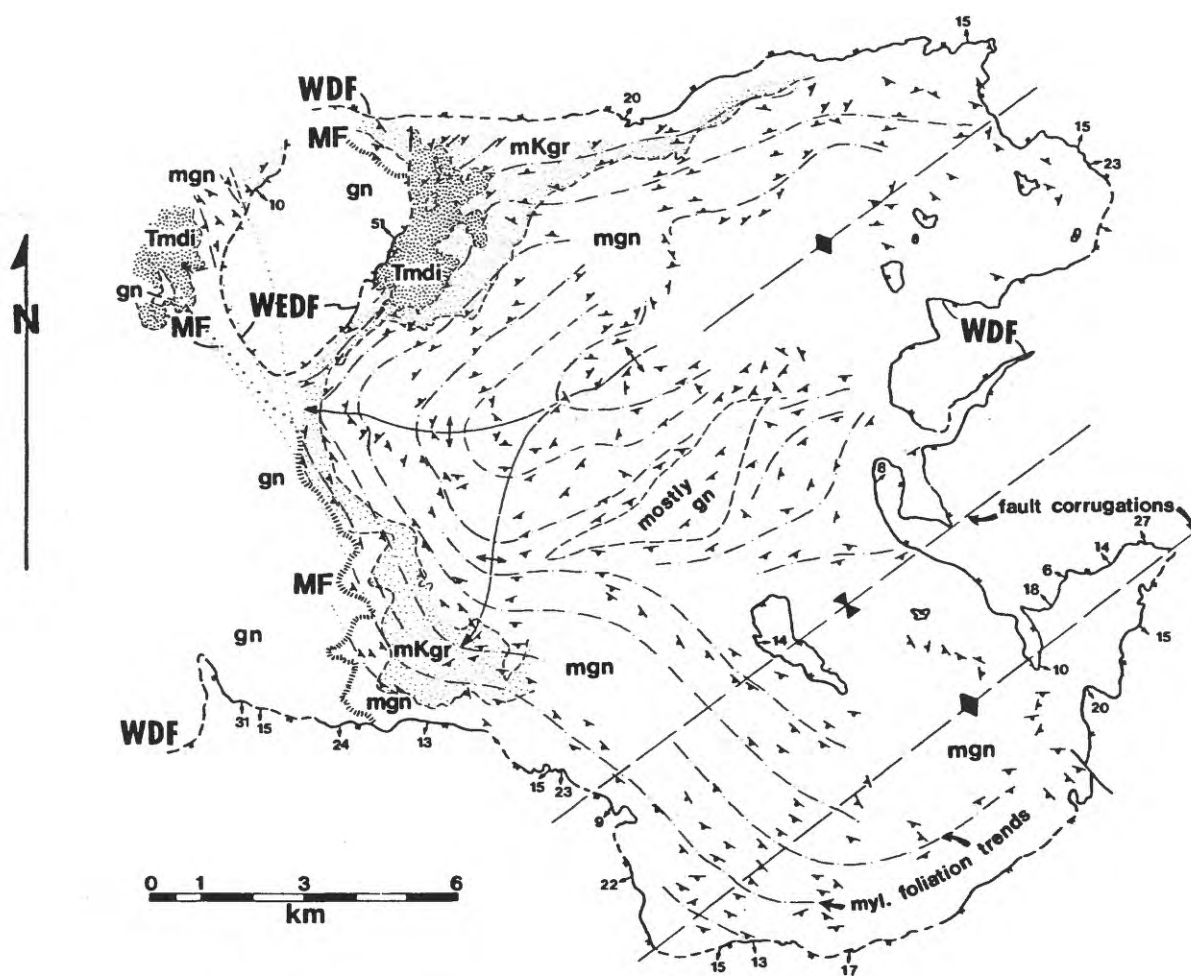 15
WDF
20
MF
mKgr
15
mgn
gn
23
10
51
Tmdi
mgn
Tmdi
gn
WEDF
WDF
MF
N
8
gn
mostly
gn
fault corrugations
27
14
MF
6
18
gn
14
mKgr
mgn
15
10
mgn
20
31
15
WDF
24
13
mgn
15
23
9
myl. foliation trends
0 1 3 6
km
22
15
13
17